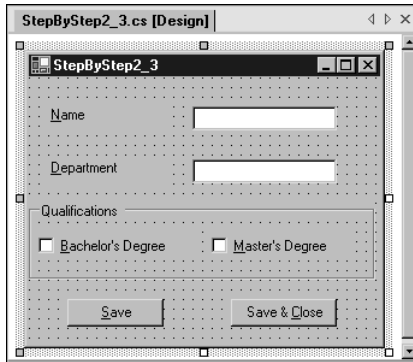 StepByStep2_3.cs [Design]
StepByStep2_3
Name
Department
Qualifications
Bachelor's Degree
Master's Degree
Save
Save & Close